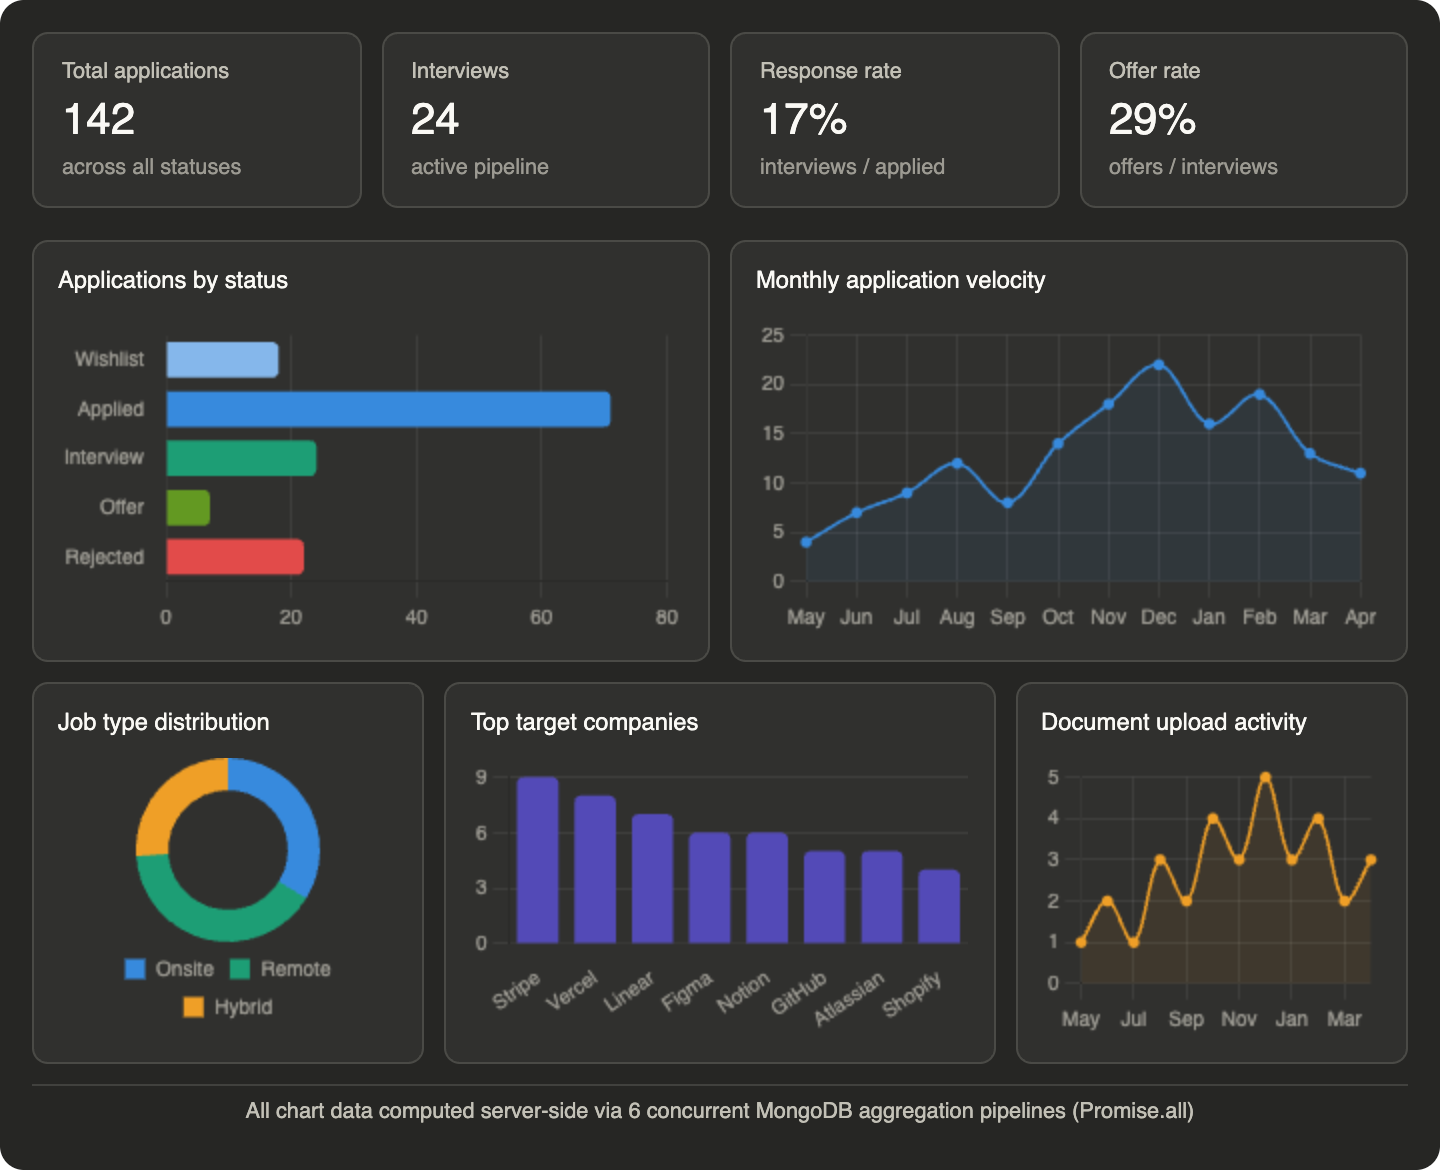 Total applications
142
across all statuses
Interviews
24
active pipeline
Response rate
17%
interviews / applied
Offer rate
29%
offers / interviews
Applications by status
Wishlist
Applied
Interview
Offer
Rejected
0 20 40 60 80
Monthly application velocity
25
20
15
10
5
0
May Jun Jul Aug Sep Oct Nov Dec Jan Feb Mar Apr
Job type distribution
Onsite Remote
Hybrid
Top target companies
9
6
3
0
Stripe Vercel Linear Figma Notion GitHub Atlassian Shopify
Document upload activity
5
4
3
2
1
0
May Jul Sep Nov Jan Mar
All chart data computed server-side via 6 concurrent MongoDB aggregation pipelines (Promise.all)